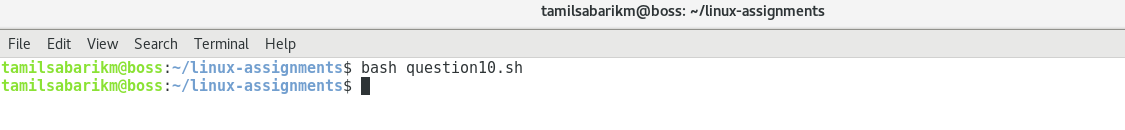 tamilsabarikm@boss: ~/linux-assignments
File Edit View Search Terminal Help
tamilsabarikm@boss:~/linux-assignments$ bash question10.sh
tamilsabarikm@boss:~/linux-assignments$